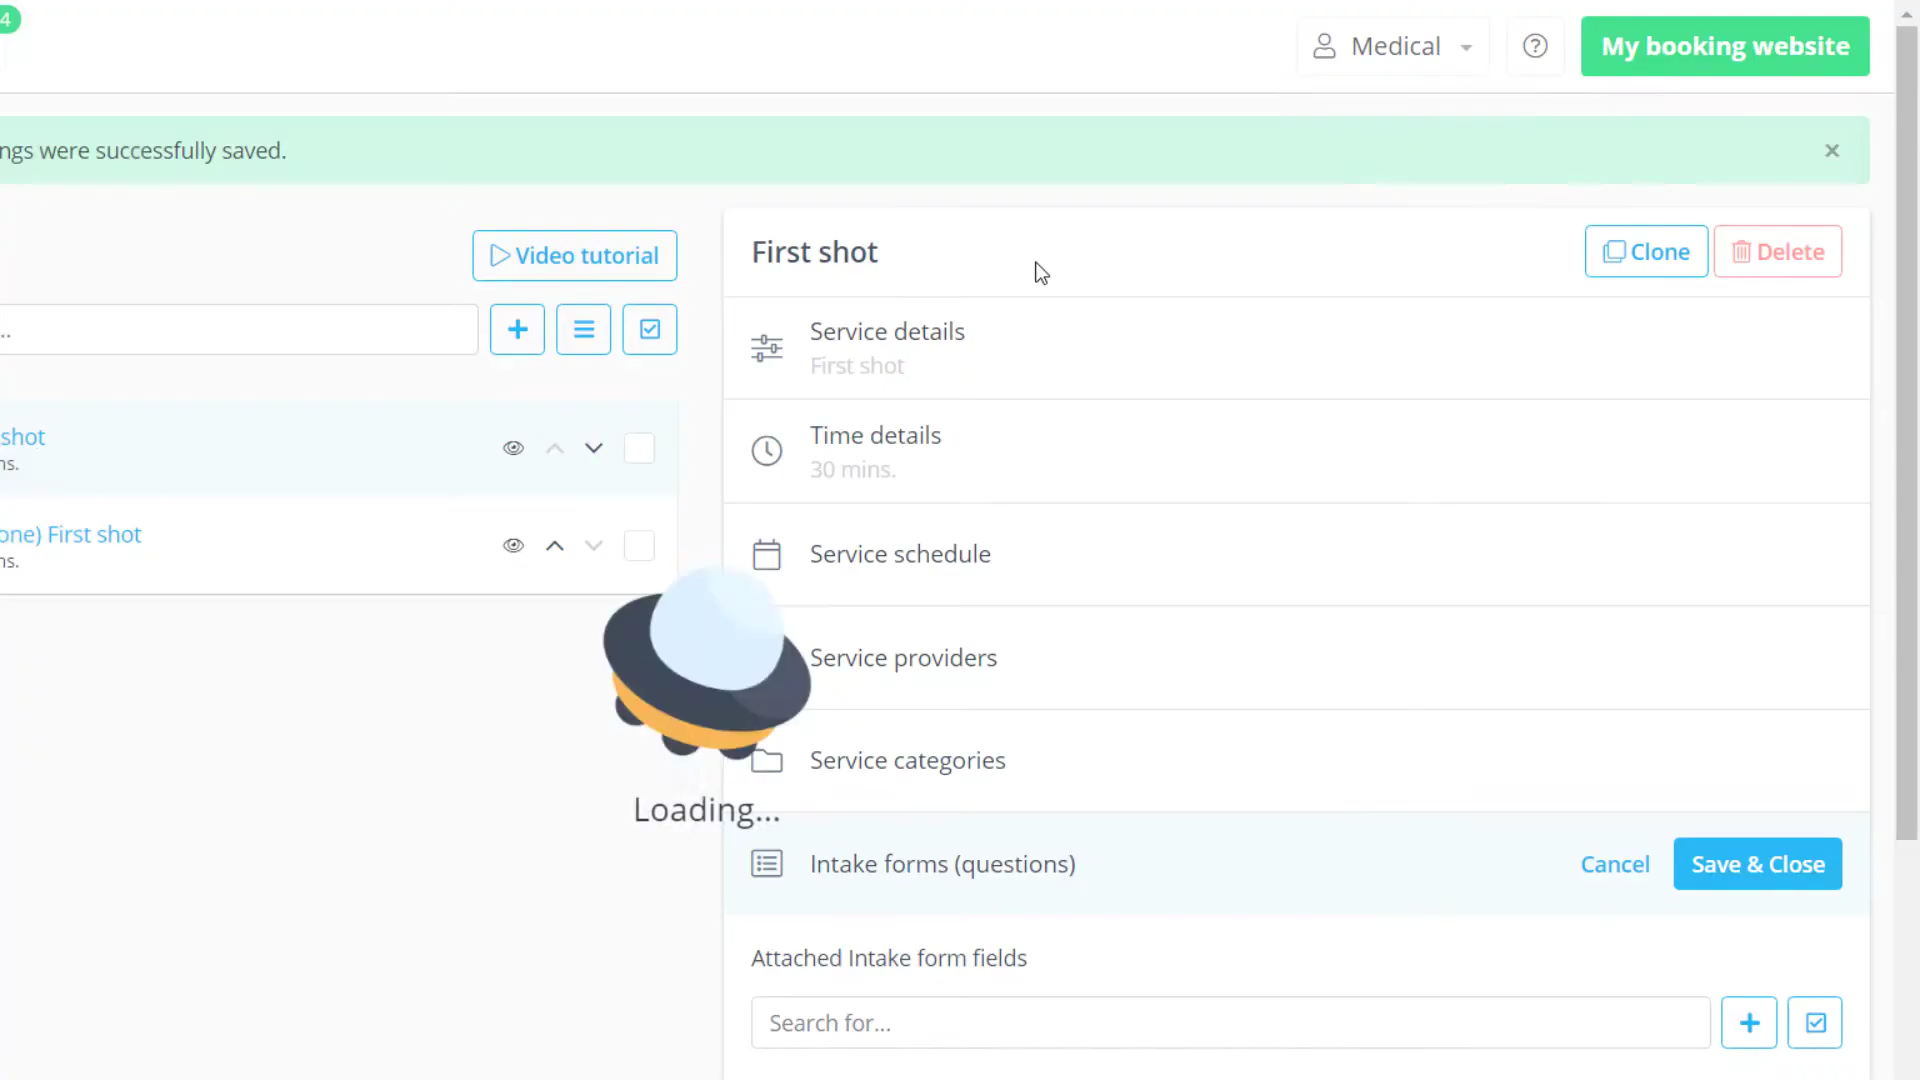 4
Medical
My booking website
ngs were successfully saved.
Video tutorial
First shot
Clone
Delete
...
Service details
First shot
shot
ns.
Time details
30 mins.
one) First shot
ns.
Service schedule
Service providers
Service categories
Loading...
Intake forms (questions)
Cancel
Save & Close
Attached Intake form fields
Search for...